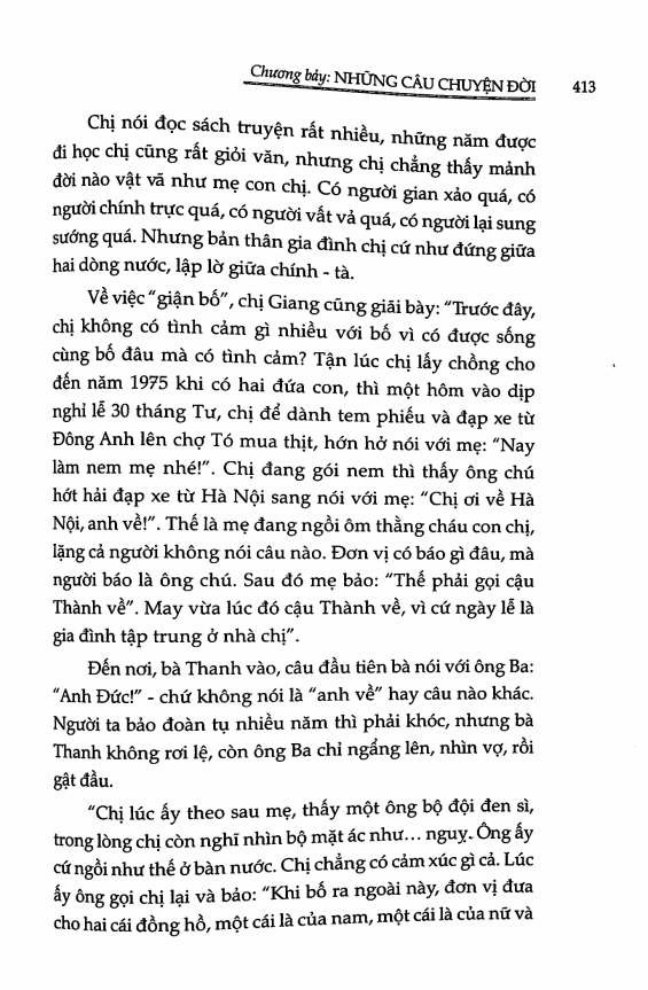 Chương bảy: NHỮNG CÂU CHUYỆN ĐỜI 413
Chị nói đọc sách truyện rất nhiều, những năm được
đi học chị cũng rất giỏi văn, nhưng chị chẳng thấy mảnh
đời nào vật vã như mẹ con chị. Có người gian xảo quá, có
người chính trực quá, có người vất vả quá, có người lại sung
sướng quá. Nhưng bản thân gia đình chị cứ như đứng giữa
hai dòng nước, lập lờ giữa chính - tà.
Về việc “giận bố”, chị Giang cũng giãi bày: “Trước đây,
chị không có tình cảm gì nhiều với bố vì có được sống
cùng bố đâu mà có tình cảm? Tận lúc chị lấy chồng cho
đến năm 1975 khi có hai đứa con, thì một hôm vào dịp
nghỉ lễ 30 tháng Tư, chị để dành tem phiếu và đạp xe từ
Đông Anh lên chợ Tó mua thịt, hớn hở nói với mẹ: “Nay
làm nem mẹ nhé!”. Chị đang gói nem thì thấy ông chú
hớt hải đạp xe từ Hà Nội sang nói với mẹ: “Chị ơi về Hà
Nội, anh về!”. Thế là mẹ đang ngồi ôm thằng cháu con chị,
lặng cả người không nói câu nào. Đơn vị có báo gì đâu, mà
người báo là ông chú. Sau đó mẹ bảo: “Thế phải gọi cậu
Thành về”. May vừa lúc đó cậu Thành về, vì cứ ngày lễ là
gia đình tập trung ở nhà chị”.
Đến nơi, bà Thanh vào, câu đầu tiên bà nói với ông Ba:
“Anh Đức!” - chứ không nói là “anh về” hay câu nào khác.
Người ta bảo đoàn tụ nhiều năm thì phải khóc, nhưng bà
Thanh không rơi lệ, còn ông Ba chỉ ngẩng lên, nhìn vợ, rồi
gật đầu.
“Chị lúc ấy theo sau mẹ, thấy một ông bộ đội đen sì,
trong lòng chị còn nghĩ nhìn bộ mặt ác như... nguỵ. Ông ấy
cứ ngồi như thế ở bàn nước. Chị chẳng có cảm xúc gì cả. Lúc
ấy ông gọi chị lại và bảo: “Khi bố ra ngoài này, đơn vị đưa
cho hai cái đồng hồ, một cái là của nam, một cái là của nữ và